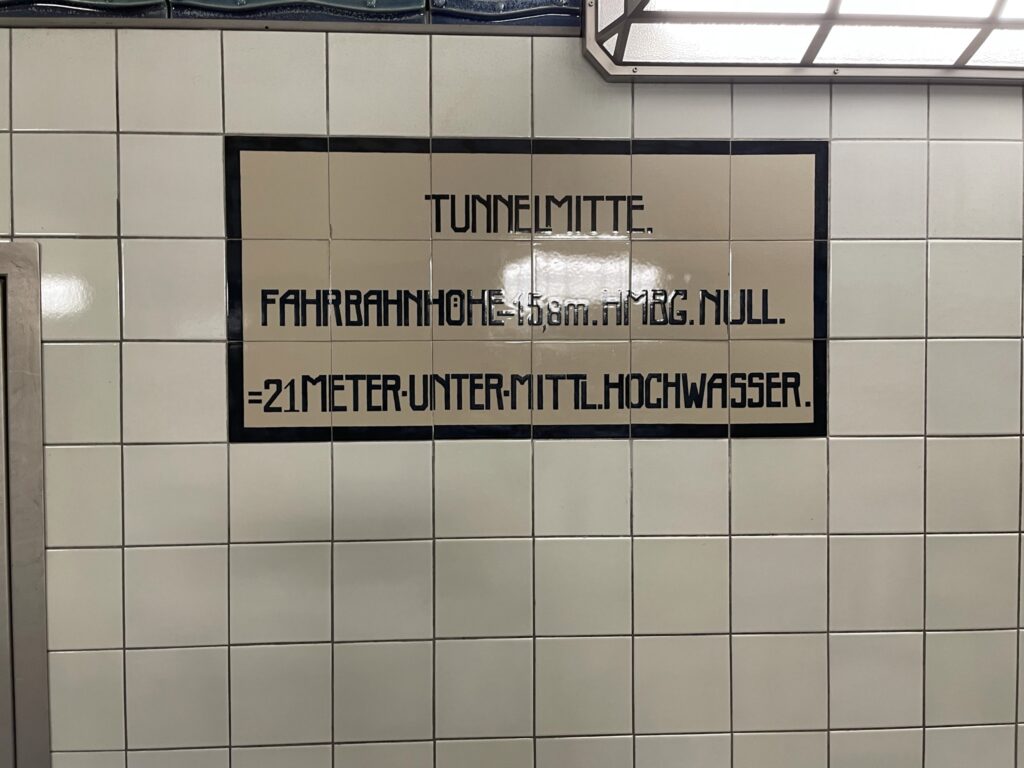 TUNNELMITTE.
FAHRBAHNHÖHE=-15,8m. HMBG. NULL.
=21 METER-UNTER-MITTL. HOCHWASSER.